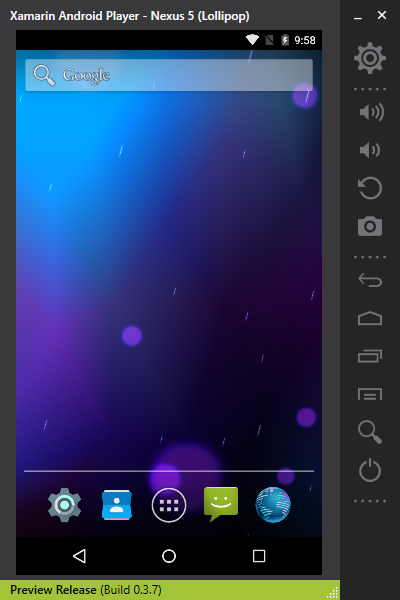 Xamarin Android Player - Nexus 5 (Lollipop)
9:58
Google
Preview Release (Build 0.3.7)